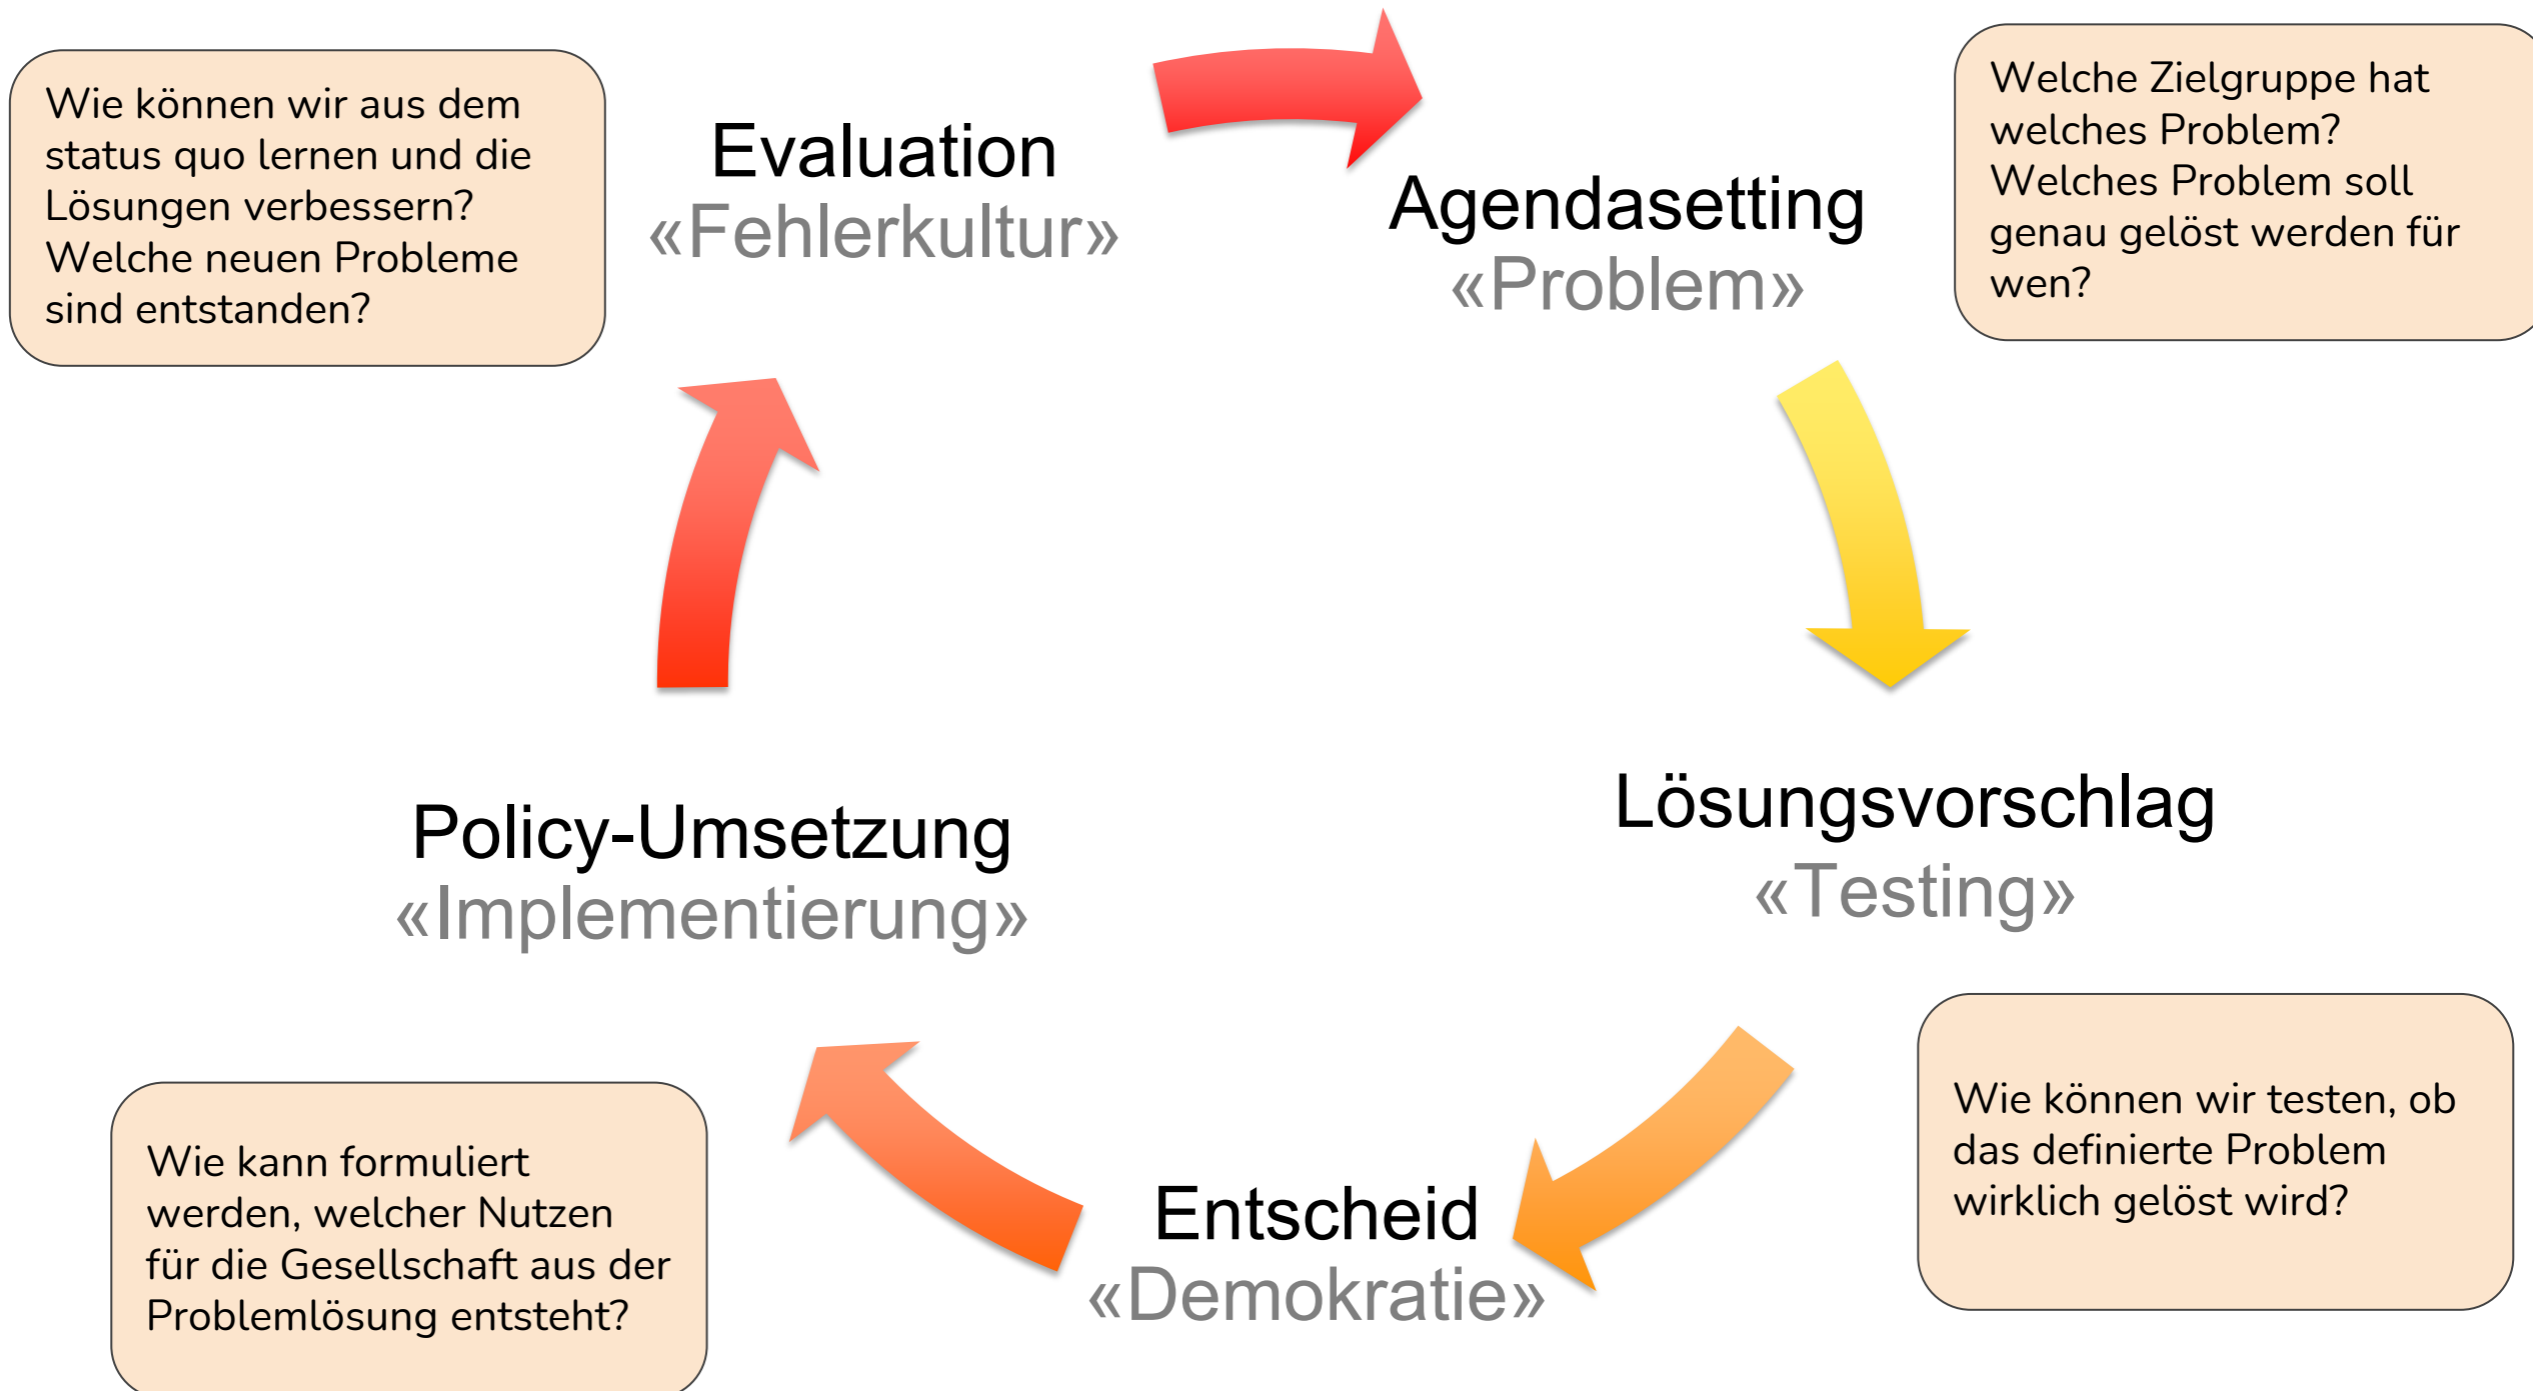 Wie können wir aus dem
status quo lernen und die
Lösungen verbessern?
Welche neuen Probleme
sind entstanden?
Evaluation
«Fehlerkultur»
Agendasetting
«Problem»
Welche Zielgruppe hat
welches Problem?
Welches Problem soll
genau gelöst werden für
wen?
Policy-Umsetzung
«Implementierung»
Lösungsvorschlag
«Testing»
Wie kann formuliert
werden, welcher Nutzen
für die Gesellschaft aus der
Problemlösung entsteht?
Entscheid
«Demokratie»
Wie können wir testen, ob
das definierte Problem
wirklich gelöst wird?